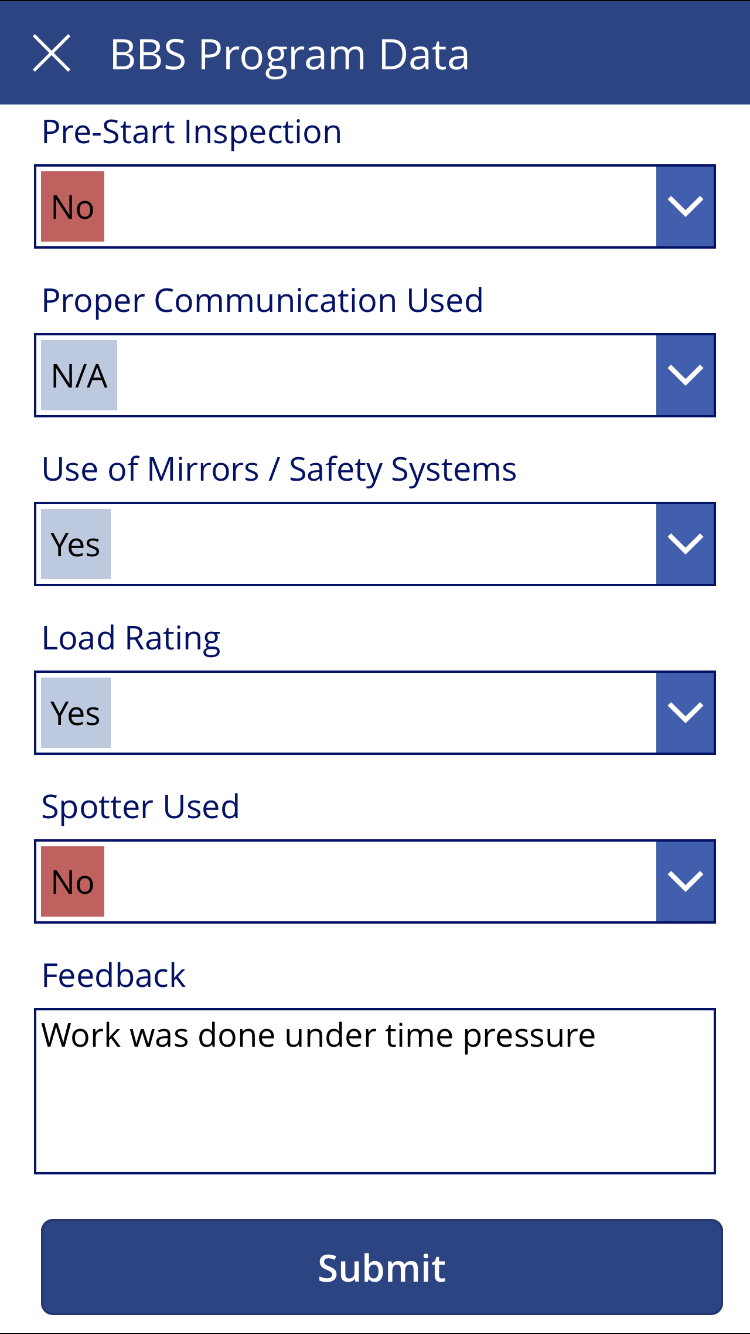 BBS Program Data
Pre-Start Inspection
No
Proper Communication Used
N/A
Use of Mirrors / Safety Systems
Yes
Load Rating
Yes
Spotter Used
No
Feedback
Work was done under time pressure
Submit